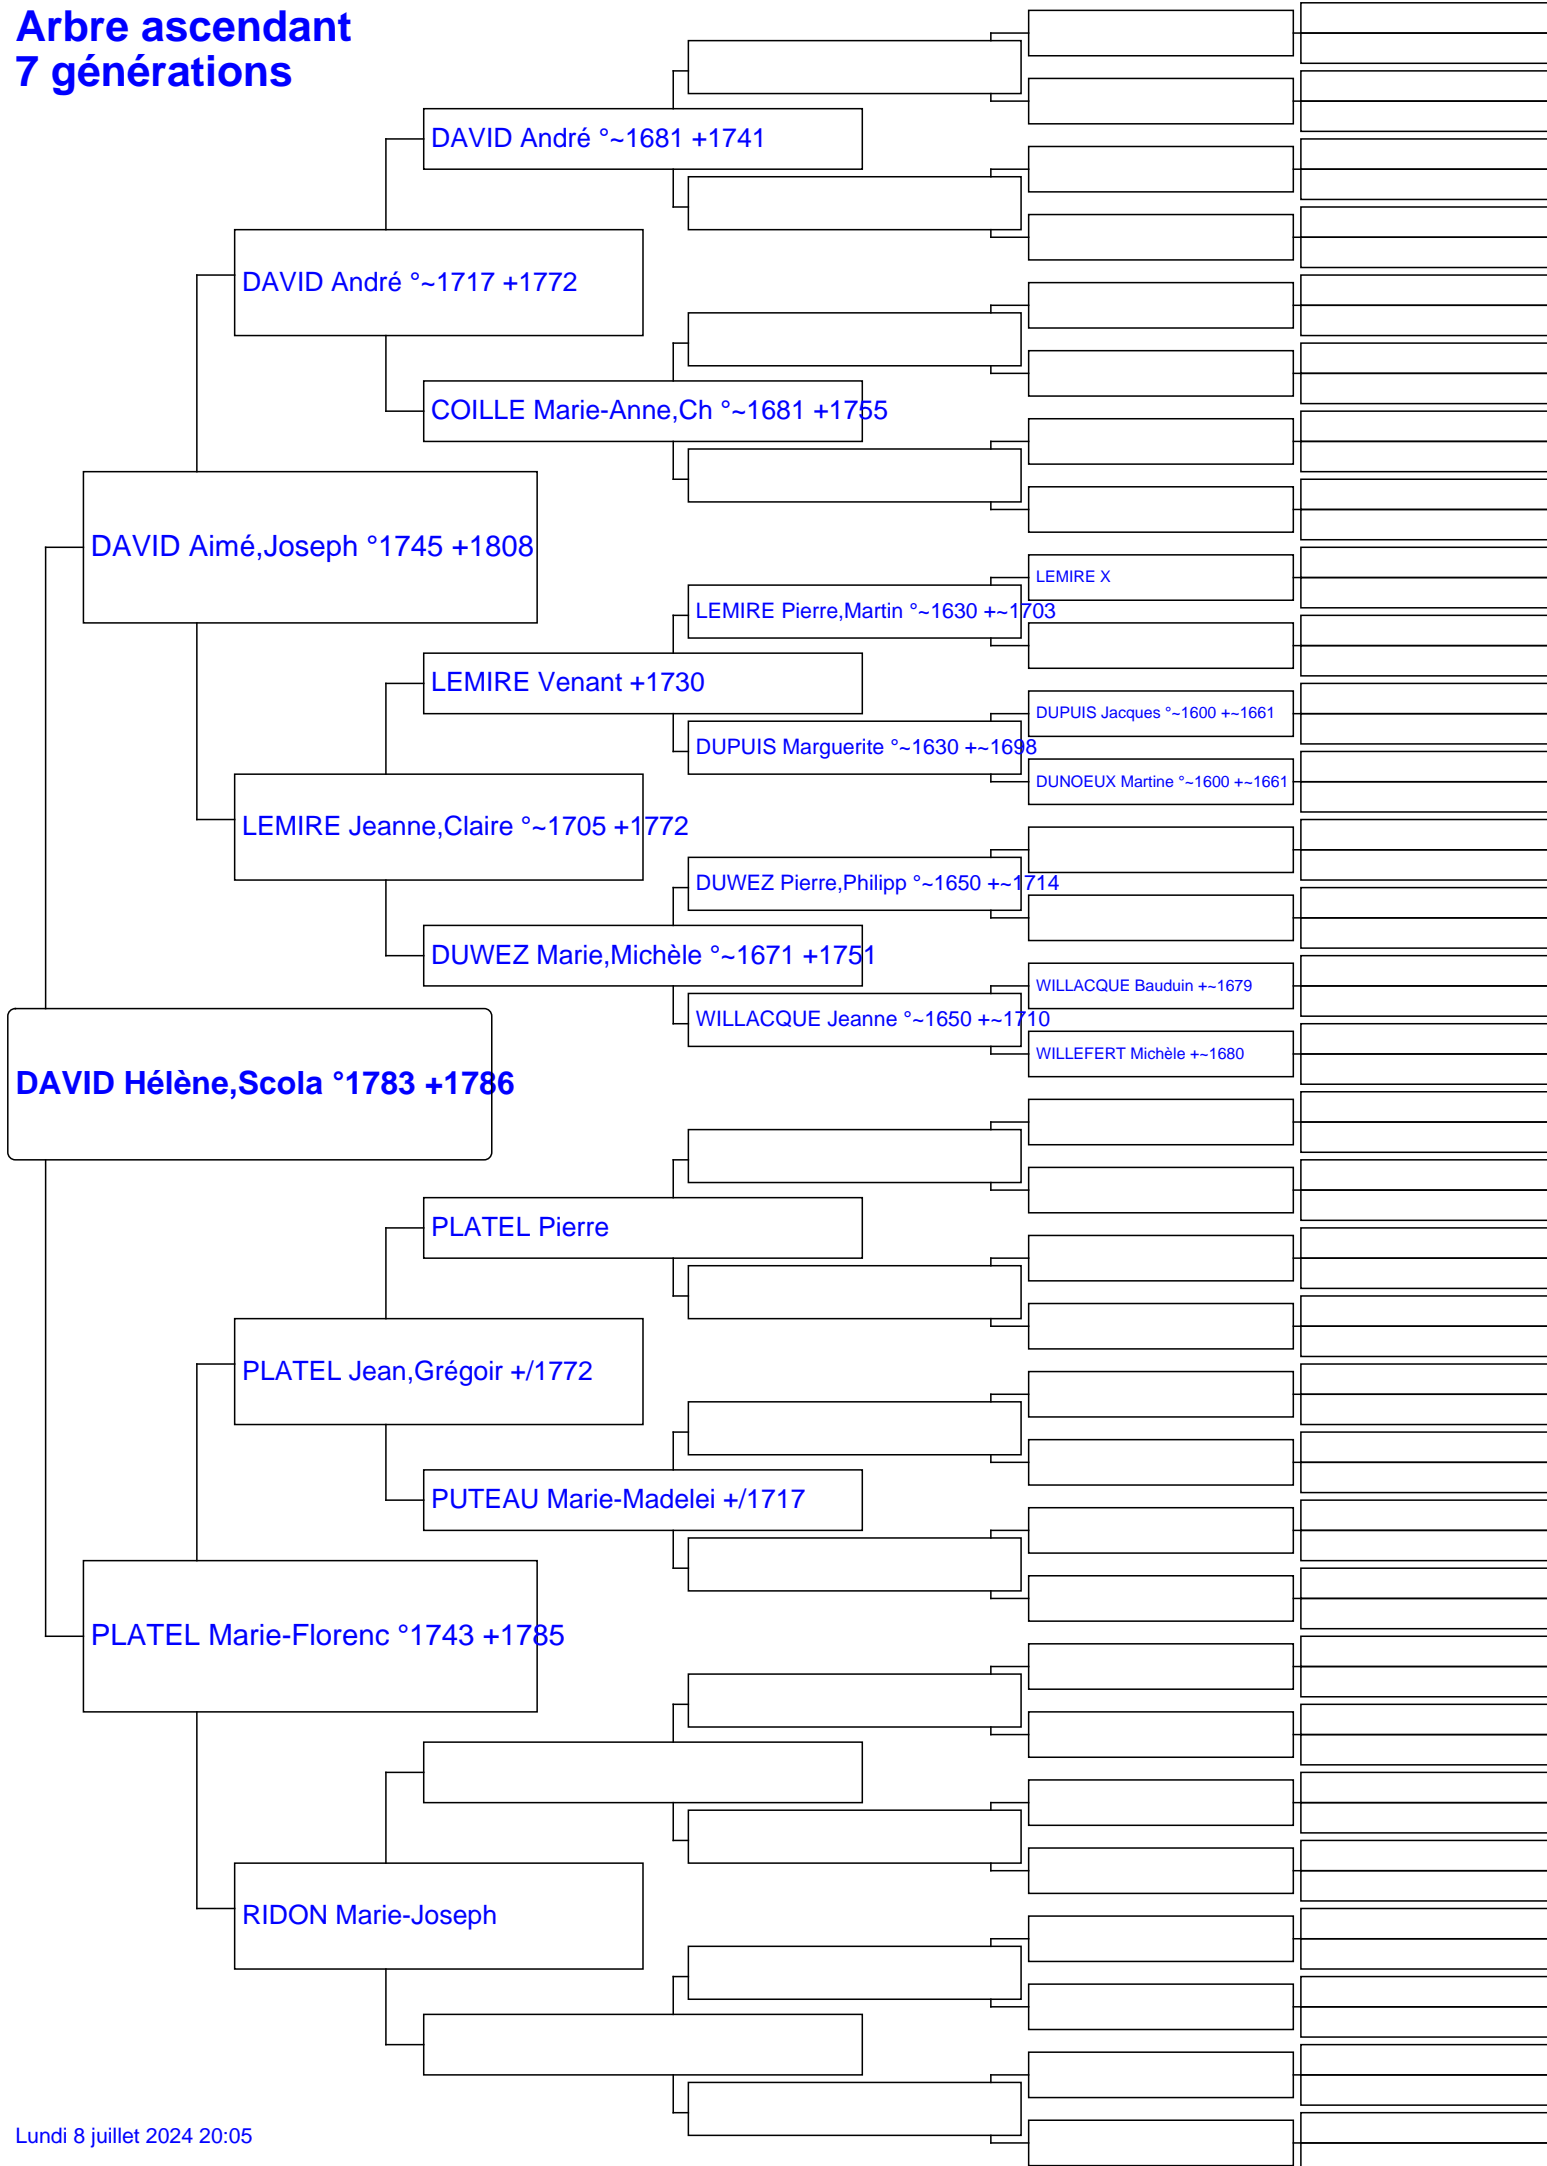 Arbre ascendant
7 générations
DAVID André °~1681 +1741
DAVID André °~1717 +1772
COILLE Marie-Anne,Ch °~1681 +1755
DAVID Aimé,Joseph °1745 +1808
LEMIRE X
LEMIRE Pierre,Martin °~1630 +~1703
LEMIRE Venant +1730
DUPUIS Jacques °~1600 +~1661
DUPUIS Marguerite °~1630 +~1698
DUNOEUX Martine °~1600 +~1661
LEMIRE Jeanne,Claire °~1705 +1772
DUWEZ Pierre,Philipp °~1650 +~1714
DUWEZ Marie,Michèle °~1671 +1751
WILLACQUE Bauduin +~1679
WILLACQUE Jeanne °~1650 +~1710
WILLEFERT Michèle +~1680
DAVID Hélène,Scola °1783 +1786
PLATEL Pierre
PLATEL Jean,Grégoir +/1772
PUTEAU Marie-Madelei +/1717
PLATEL Marie-Florenc °1743 +1785
RIDON Marie-Joseph
Lundi 8 juillet 2024 20:05